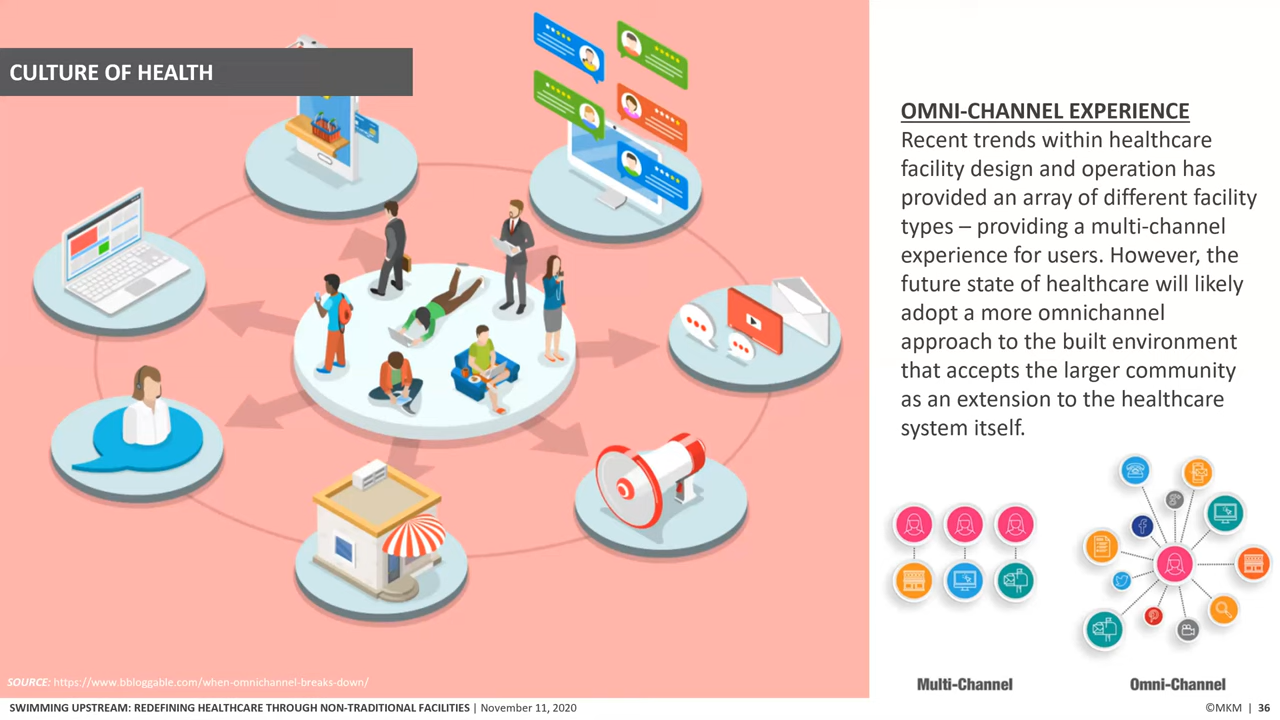 CULTURE OF HEALTH
OMNI-CHANNEL EXPERIENCE
Recent trends within healthcare
facility design and operation has
provided an array of different facility
types – providing a multi-channel
experience for users. However, the
future state of healthcare will likely
adopt a more omnichannel
approach to the built environment
that accepts the larger community
as an extension to the healthcare
system itself.
Multi-Channel
Omni-Channel
SOURCE: https://www.bbloggable.com/when-omnichannel-breaks-down/
SWIMMING UPSTREAM: REDEFINING HEALTHCARE THROUGH NON-TRADITIONAL FACILITIES | November 11, 2020
©MKM | 36